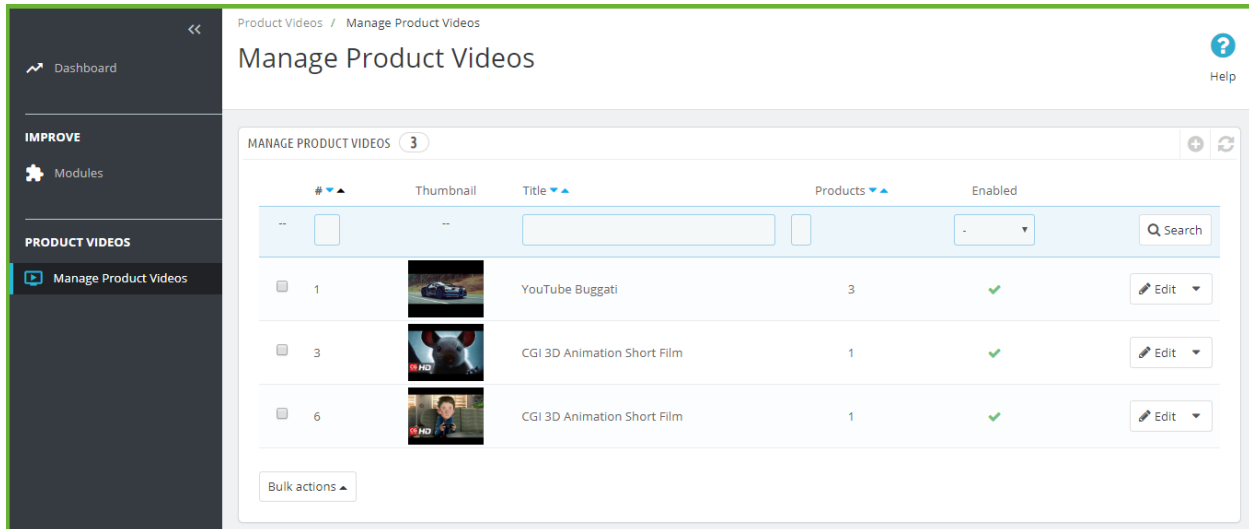 Product Videos / Manage Product Videos
Manage Product Videos
Help
Dashboard
IMPROVE
Modules
PRODUCT VIDEOS
Manage Product Videos
MANAGE PRODUCT VIDEOS 3
# Thumbnail Title Products Enabled
-- -- - Search
1 YouTube Buggati 3 Edit
3 HD CGI 3D Animation Short Film 1 Edit
6 HD CGI 3D Animation Short Film 1 Edit
Bulk actions